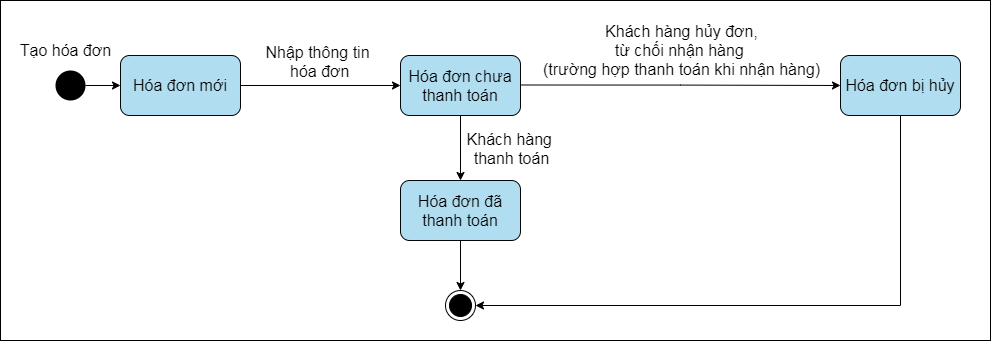 Tạo hóa đơn
Hóa đơn mới
Nhập thông tin
hóa đơn
Hóa đơn chưa
thanh toán
Khách hàng hủy đơn,
từ chối nhận hàng
(trường hợp thanh toán khi nhận hàng)
Hóa đơn bị hủy
Khách hàng
thanh toán
Hóa đơn đã
thanh toán